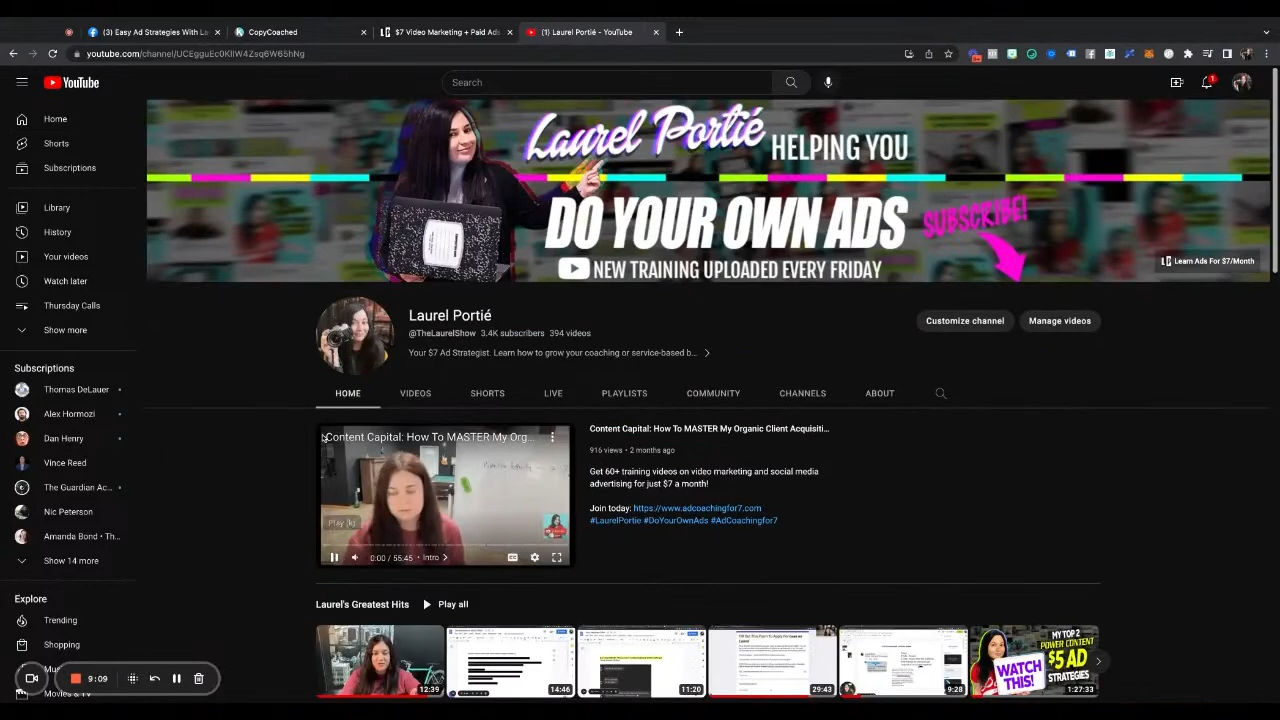 (3) Easy Ad Strategies With La
CopyCoached
$7 Video Marketing + Paid Ads
(1) Laurel Portié - YouTube
youtube.com/channel/UCEgguEc0KIlW4Zsq6W65hNg
YouTube
Search
1
Home
Shorts
Subscriptions
Library
History
Your videos
Watch later
Thursday Calls
Show more
Subscriptions
Thomas DeLauer
Alex Hormozi
Dan Henry
Vince Reed
The Guardian Ac...
Nic Peterson
Amanda Bond • Th...
Show 14 more
Explore
Trending
Shopping
Laurel Portié HELPING YOU
DO YOUR OWN ADS
SUBSCRIBE!
NEW TRAINING UPLOADED EVERY FRIDAY
Learn Ads For $7/Month
Laurel Portié
@TheLaurelShow 3.4K subscribers 394 videos
Your $7 Ad Strategist. Learn how to grow your coaching or service-based b...
Customize channel
Manage videos
HOME
VIDEOS
SHORTS
LIVE
PLAYLISTS
COMMUNITY
CHANNELS
ABOUT
Content Capital: How To MASTER My Org...
Play (k)
0:00 / 55:45 • Intro
Content Capital: How To MASTER My Organic Client Acquisiti...
916 views • 2 months ago
Get 60+ training videos on video marketing and social media
advertising for just $7 a month!
Join today: https://www.adcoachingfor7.com
#LaurelPortie #DoYourOwnAds #AdCoachingfor7
Laurel's Greatest Hits
Play all
12:39
14:46
11:20
29:43
9:28
WATCH THIS!
MY TOP 2
POWER CONTENT
$5 AD
STRATEGIES
1:27:33